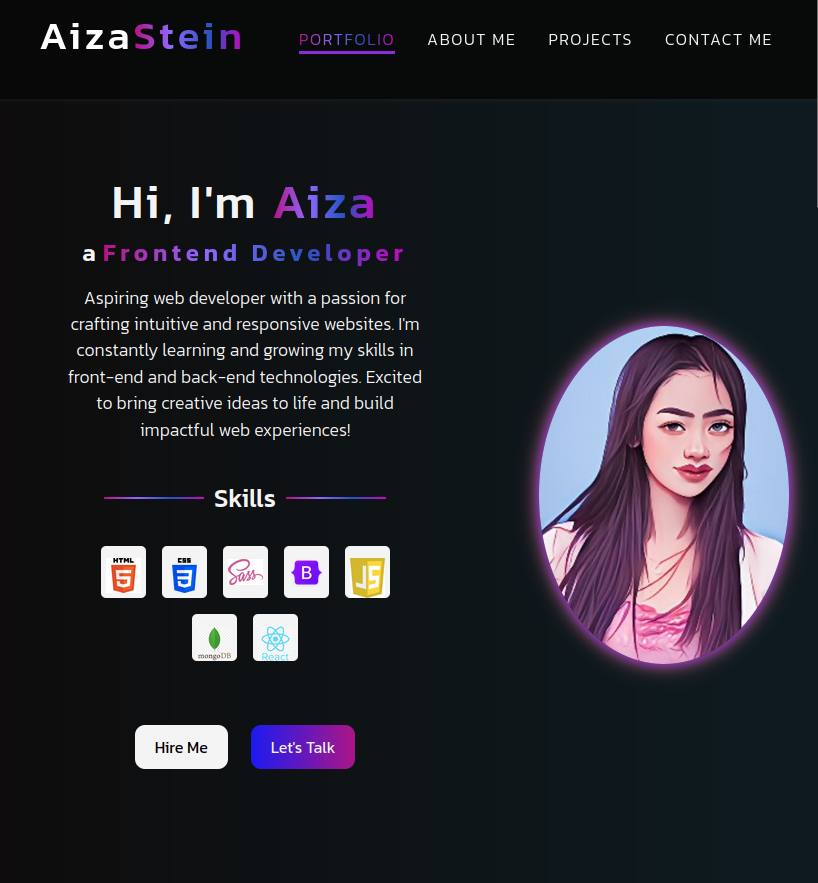 AizaStein
PORTFOLIO ABOUT ME PROJECTS CONTACT ME
Hi, I'm Aiza
a Frontend Developer
Aspiring web developer with a passion for
crafting intuitive and responsive websites. I'm
constantly learning and growing my skills in
front-end and back-end technologies. Excited
to bring creative ideas to life and build
impactful web experiences!
Skills
HTML 5 CSS 3 Sass B JS
mongoDB React
Hire Me Let's Talk